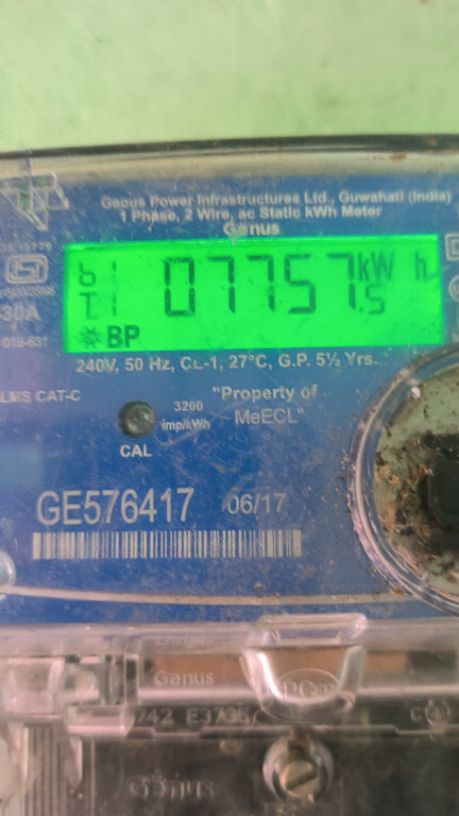 Genus Power Infrastructures Ltd., Guwahati (India)
1 Phase, 2 Wire, ac Static kWh Meter
Genus
b1 07757.5 kW h
T1
BP
-30A
240V, 50 Hz, CL-1, 27°C, G.P. 5½ Yrs.
LMS CAT-C
3200
imp/kWh
"Property of
MeECL"
CAL
GE576417 06/17
Genus
Genus